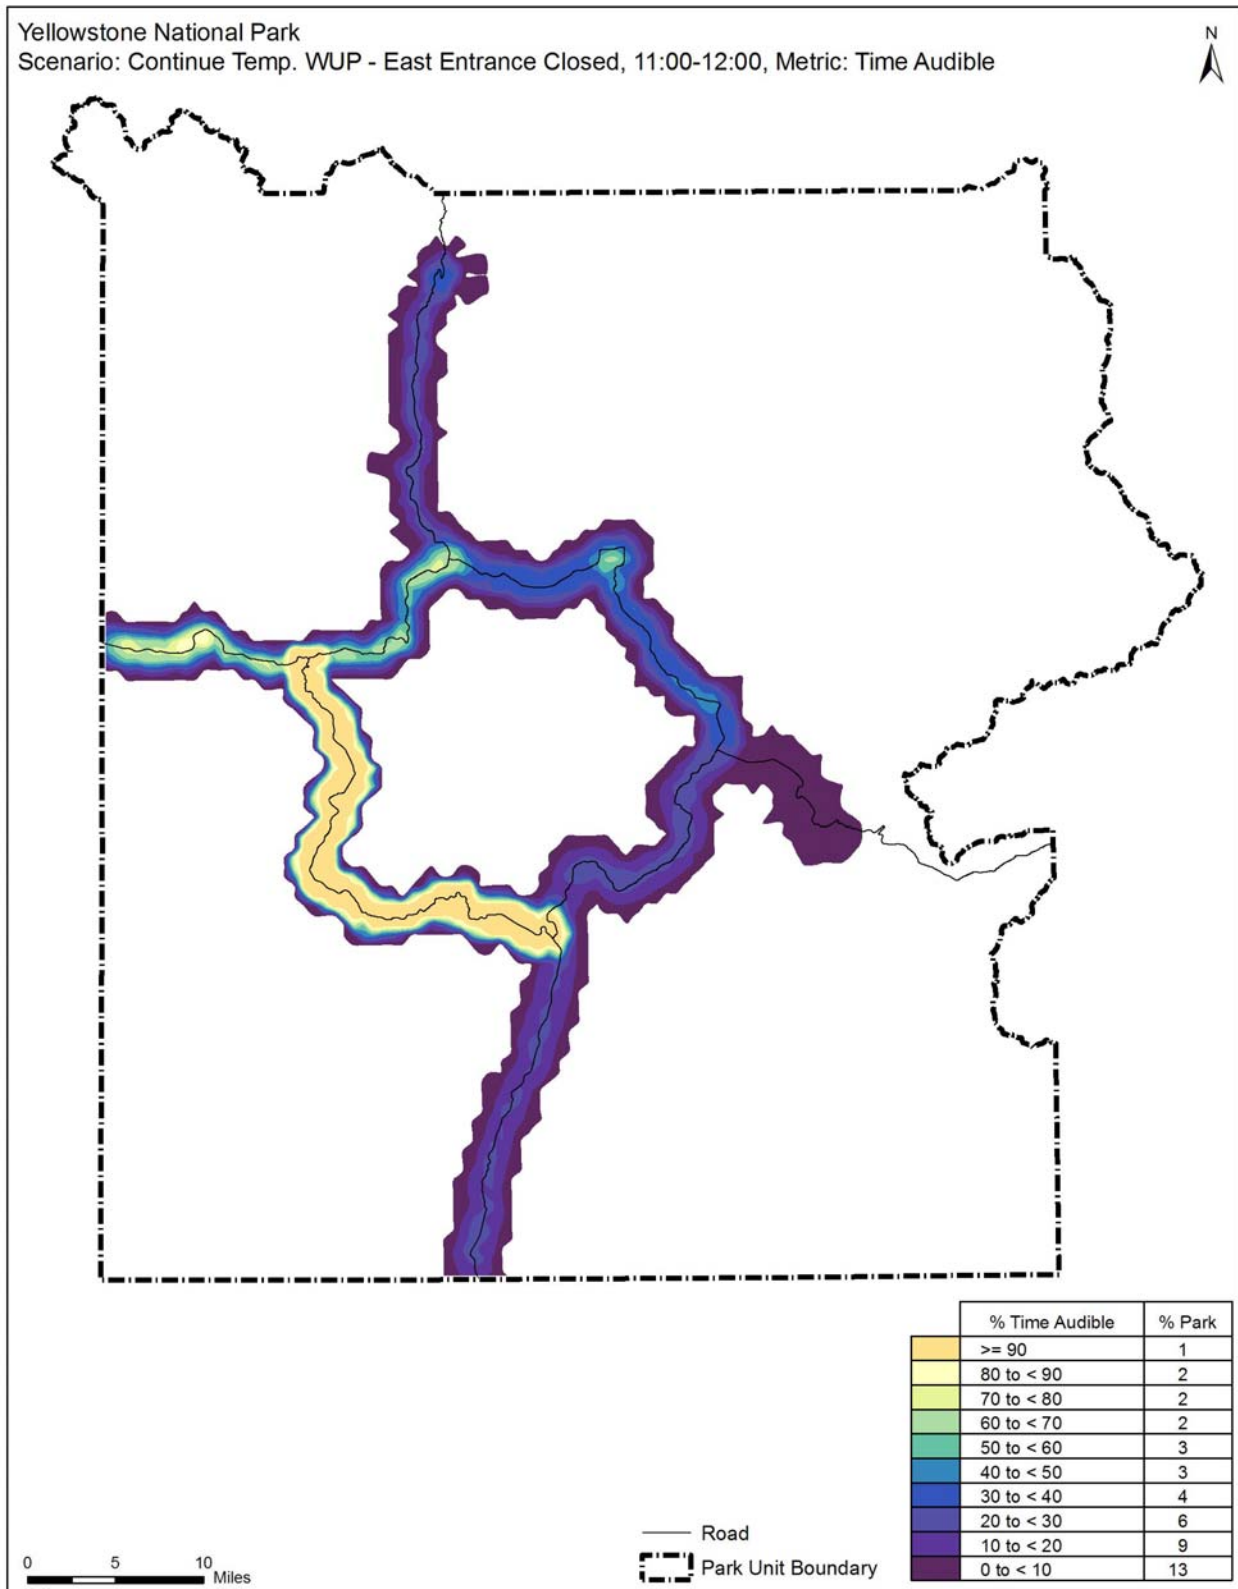 Yellowstone National Park
Scenario: Continue Temp. WUP - East Entrance Closed, 11:00-12:00, Metric: Time Audible
N
% Time Audible % Park
>= 90 1
80 to < 90 2
70 to < 80 2
60 to < 70 2
50 to < 60 3
40 to < 50 3
30 to < 40 4
20 to < 30 6
10 to < 20 9
0 to < 10 13
Road
Park Unit Boundary
0 5 10
Miles